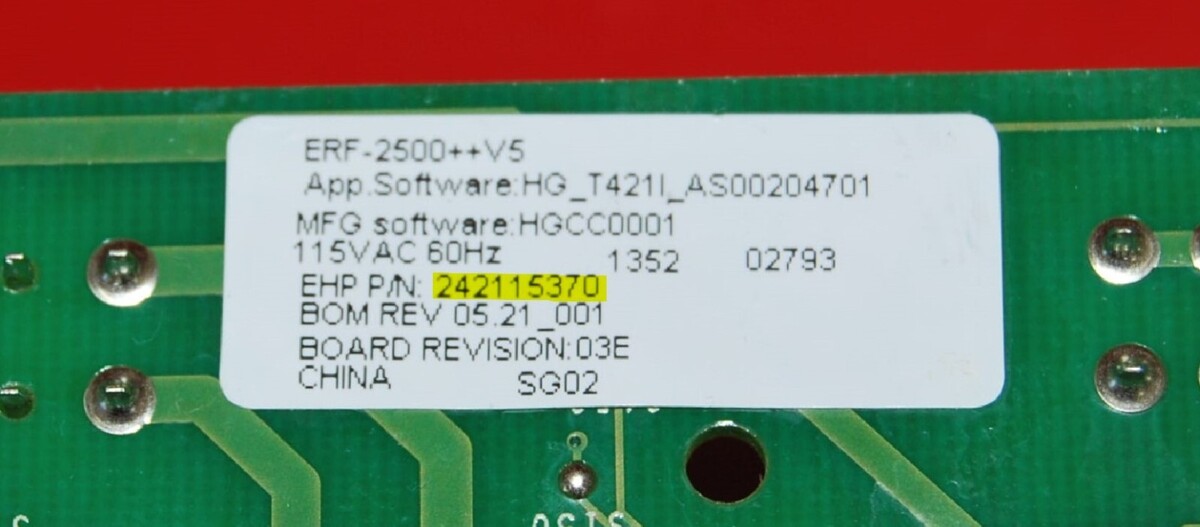 ERF-2500++V5
App.Software:HG_T421I_AS00204701
MFG software:HGCC0001
115VAC 60Hz 1352 02793
EHP P/N: 242115370
BOM REV 05.21_001
BOARD REVISION:03E
CHINA SG02